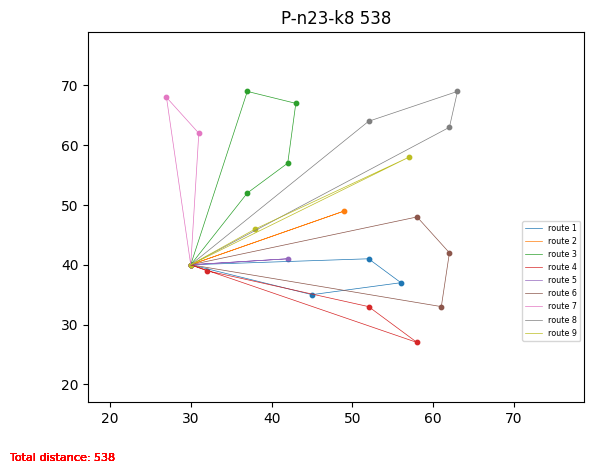 P-n23-k8 538
70
60
50
40
30
20
20 30 40 50 60 70
route 1
route 2
route 3
route 4
route 5
route 6
route 7
route 8
route 9
Total distance: 538